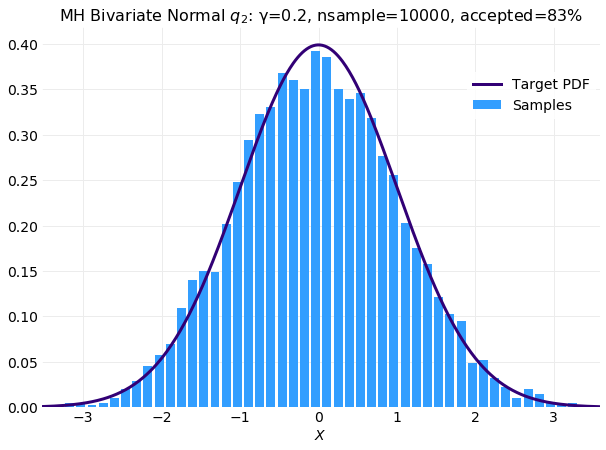 MH Bivariate Normal q₂: γ=0.2, nsample=10000, accepted=83%
0.40
0.35
0.30
0.25
0.20
0.15
0.10
0.05
0.00
Target PDF
Samples
−3 −2 −1 0 1 2 3
X